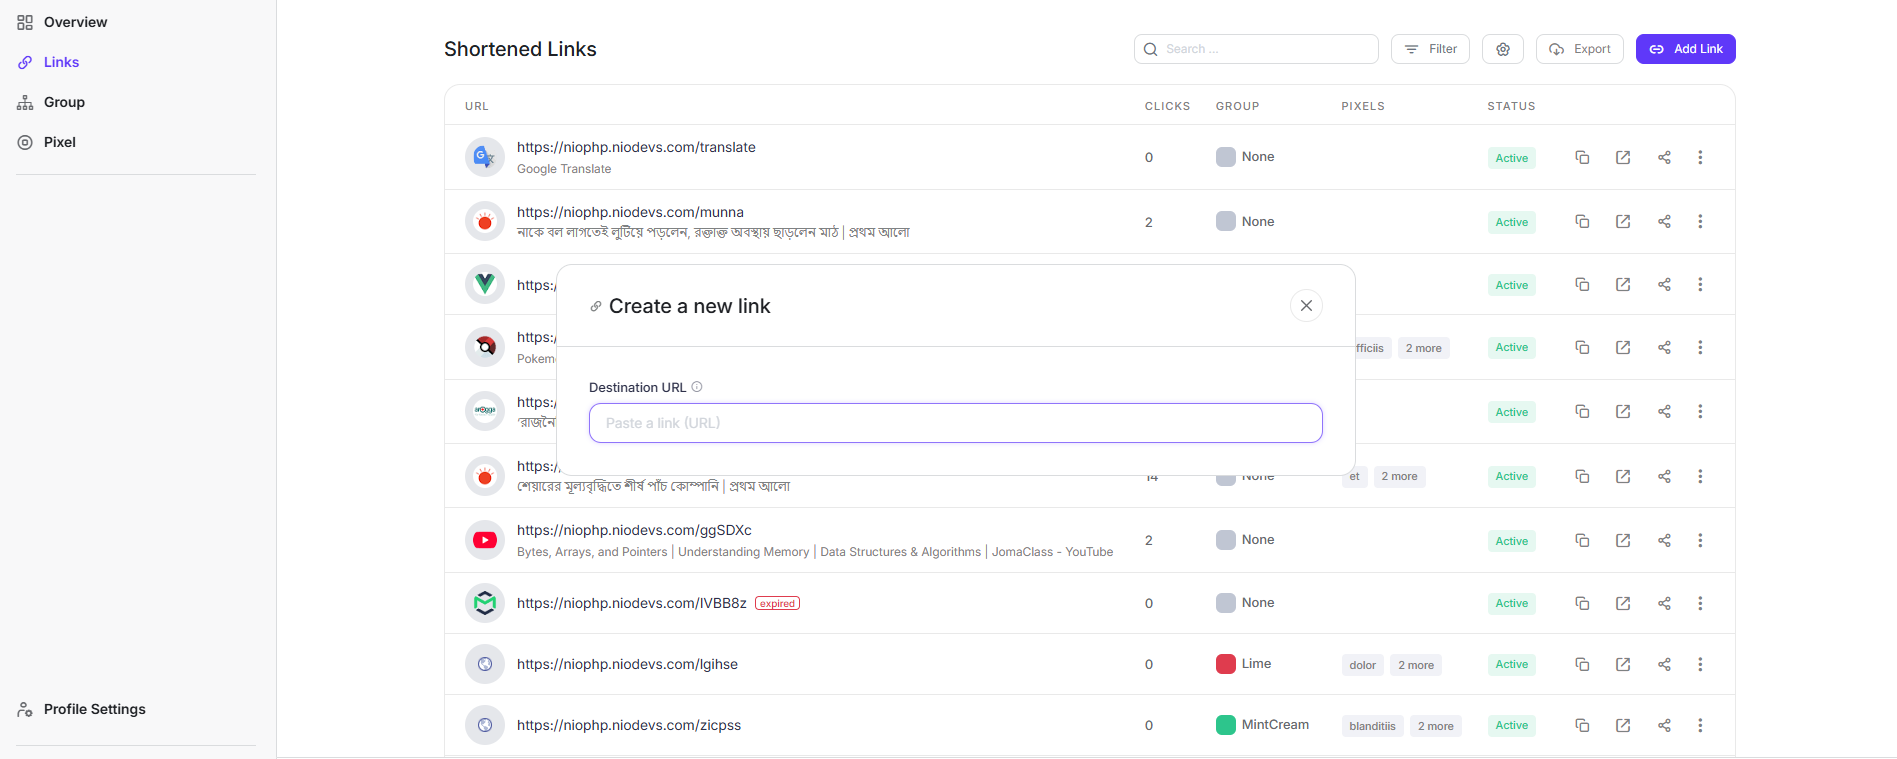 Overview
Links
Group
Pixel
Profile Settings
Shortened Links
Search ...
Filter
Export
Add Link
URL CLICKS GROUP PIXELS STATUS
https://niophp.niodevs.com/translate
Google Translate
0 None Active
https://niophp.niodevs.com/munna
নাকে বল লাগতেই লুটিয়ে পড়লেন, রক্তাক্ত অবস্থায় ছাড়লেন মাঠ | প্রথম আলো
2 None Active
https:/
Active
https:/
Pokem
2 more Active
https:/
'রাজনৈ
Active
https:/
শেয়ারের মূল্যবৃদ্ধিতে শীর্ষ পাঁচ কোম্পানি | প্রথম আলো
14 None et 2 more Active
Create a new link
Destination URL
Paste a link (URL)
https://niophp.niodevs.com/ggSDXc
Bytes, Arrays, and Pointers | Understanding Memory | Data Structures & Algorithms | JomaClass - YouTube
2 None Active
https://niophp.niodevs.com/IVBB8z expired
0 None Active
https://niophp.niodevs.com/lgihse
0 Lime dolor 2 more Active
https://niophp.niodevs.com/zicpss
0 MintCream blanditiis 2 more Active